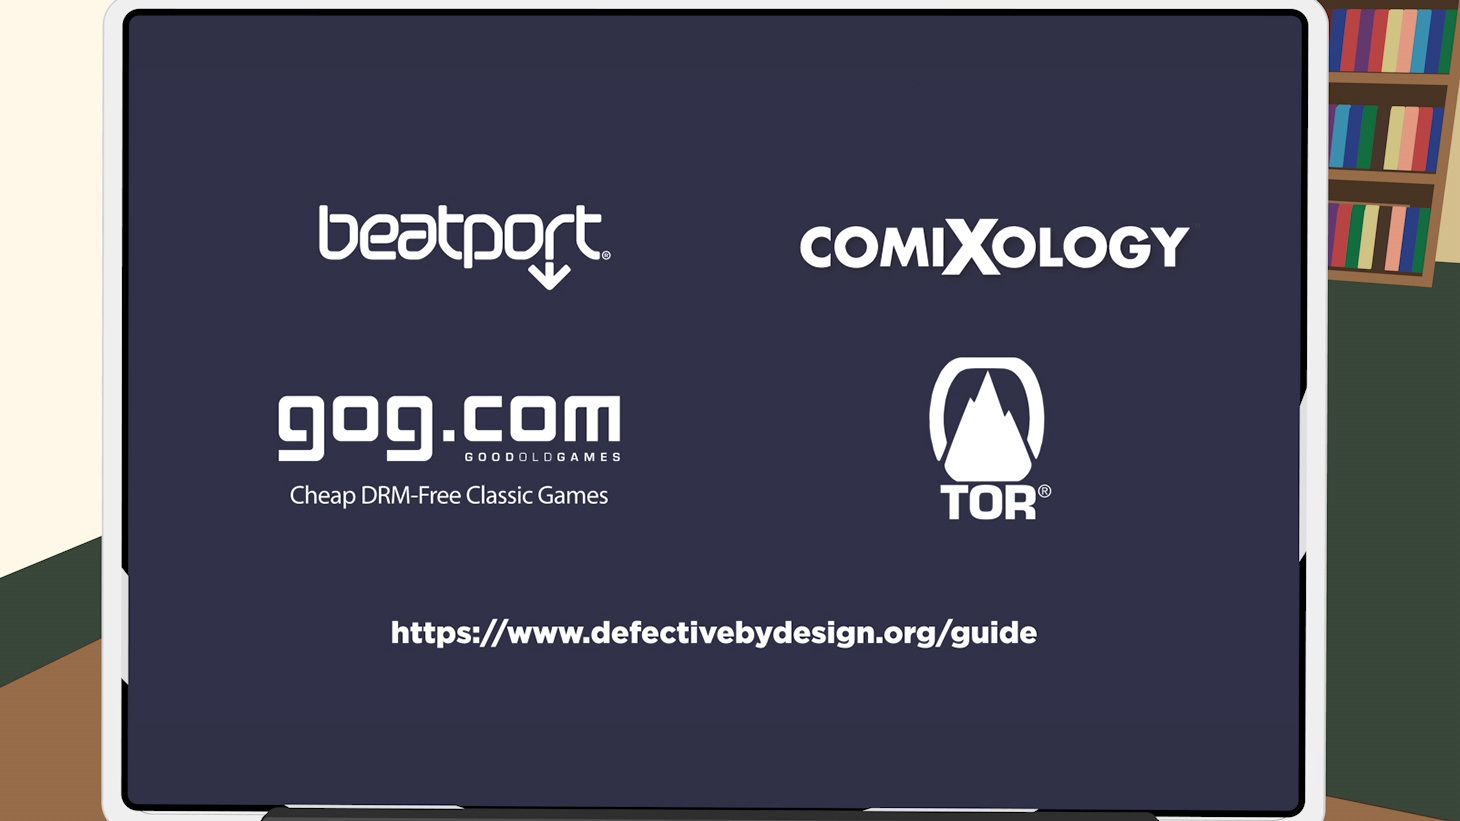 beatport®
COMIXOLOGY
gog.com
GOODOLDGAMES
Cheap DRM-Free Classic Games
TOR®
https://www.defectivebydesign.org/guide